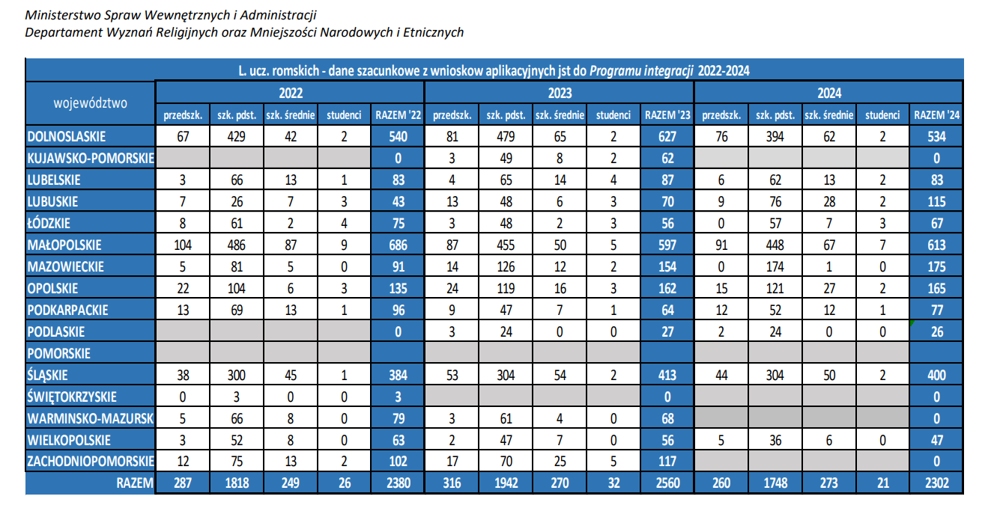 Ministerstwo Spraw Wewnętrznych i Administracji
Departament Wyznań Religijnych oraz Mniejszości Narodowych i Etnicznych
L. ucz. romskich - dane szacunkowe z wnioskow aplikacyjnych jst do Programu integracji 2022-2024
województwo 2022 2023 2024
przedszk. szk. pdst. szk. średnie studenci RAZEM '22 przedszk. szk. pdst. szk. średnie studenci RAZEM '23 przedszk. szk. pdst. szk. średnie studenci RAZEM '24
DOLNOSLASKIE 67 429 42 2 540 81 479 65 2 627 76 394 62 2 534
KUJAWSKO-POMORSKIE 0 3 49 8 2 62 0
LUBELSKIE 3 66 13 1 83 4 65 14 4 87 6 62 13 2 83
LUBUSKIE 7 26 7 3 43 13 48 6 3 70 9 76 28 2 115
ŁÓDZKIE 8 61 2 4 75 3 48 2 3 56 0 57 7 3 67
MAŁOPOLSKIE 104 486 87 9 686 87 455 50 5 597 91 448 67 7 613
MAZOWIECKIE 5 81 5 0 91 14 126 12 2 154 0 174 1 0 175
OPOLSKIE 22 104 6 3 135 24 119 16 3 162 15 121 27 2 165
PODKARPACKIE 13 69 13 1 96 9 47 7 1 64 12 52 12 1 77
PODLASKIE 0 3 24 0 0 27 2 24 0 0 26
POMORSKIE
ŚLĄSKIE 38 300 45 1 384 53 304 54 2 413 44 304 50 2 400
ŚWIĘTOKRZYSKIE 0 3 0 0 3 0 0
WARMINSKO-MAZURSK 5 66 8 0 79 3 61 4 0 68 0
WIELKOPOLSKIE 3 52 8 0 63 2 47 7 0 56 5 36 6 0 47
ZACHODNIOPOMORSKIE 12 75 13 2 102 17 70 25 5 117 0
RAZEM 287 1818 249 26 2380 316 1942 270 32 2560 260 1748 273 21 2302